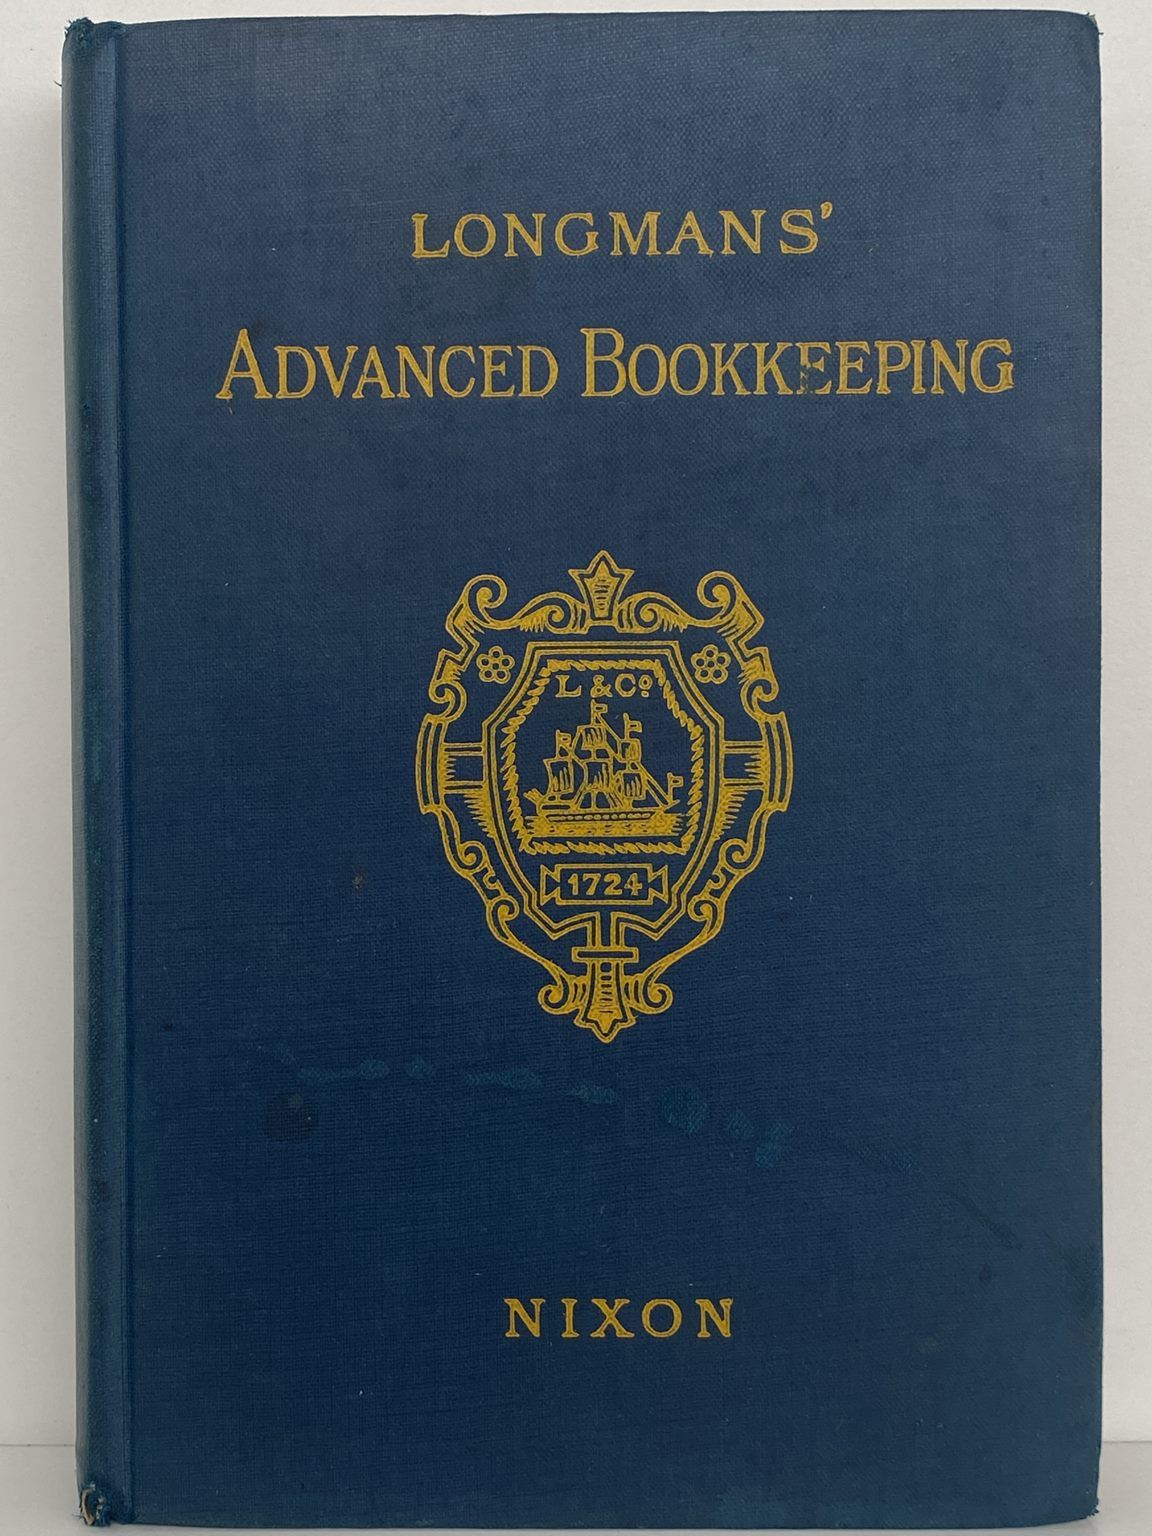 LONGMANS'
ADVANCED BOOKKEEPING
L & Cº
1724
NIXON